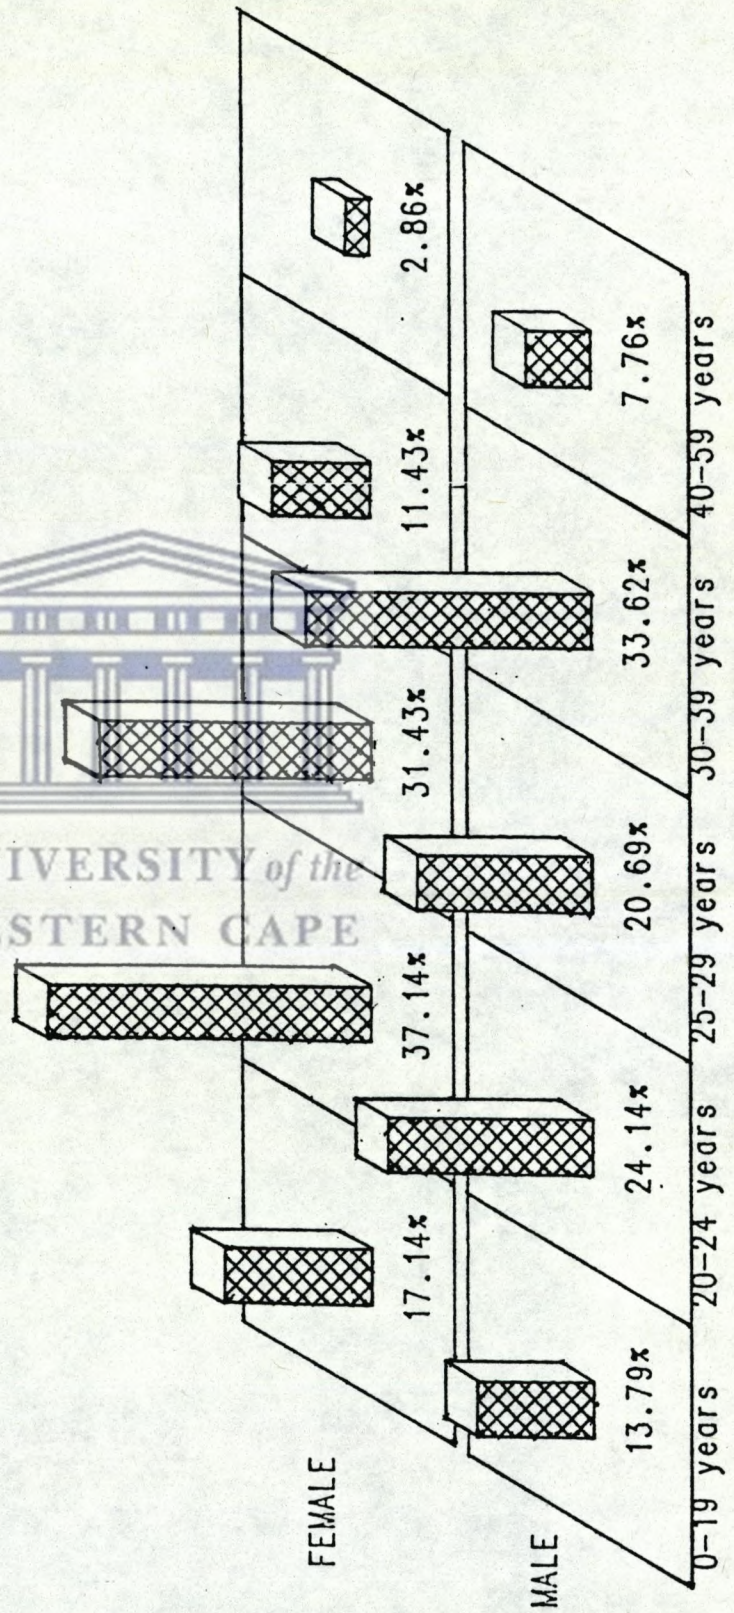 FEMALE
17.14%
37.14%
31.43%
11.43%
2.86%
MALE
13.79%
24.14%
20.69%
33.62%
7.76%
0-19 years
20-24 years
25-29 years
30-39 years
40-59 years
IVERSITY of the
STERN CAPE